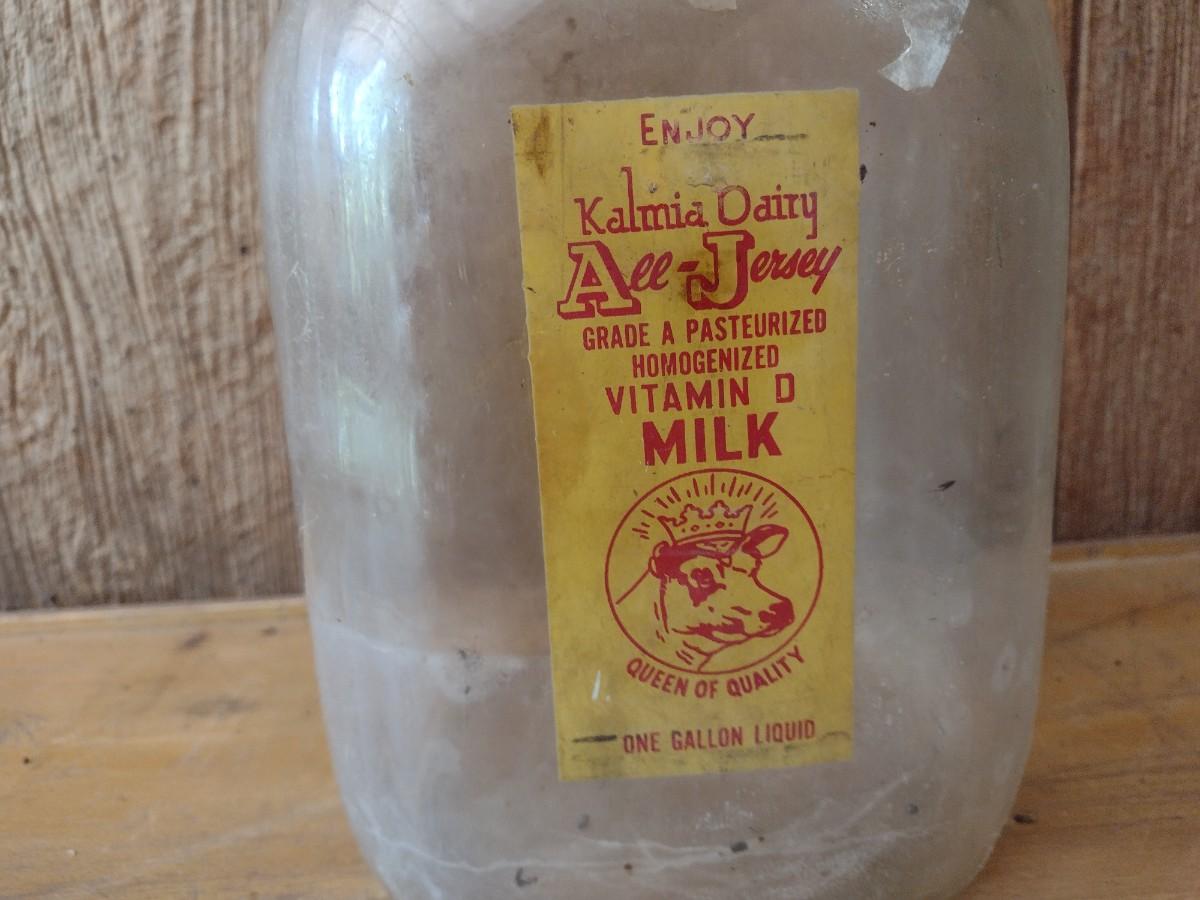 ENJOY
Kalmia Dairy
All-Jersey
GRADE A PASTEURIZED
HOMOGENIZED
VITAMIN D
MILK
QUEEN OF QUALITY
ONE GALLON LIQUID